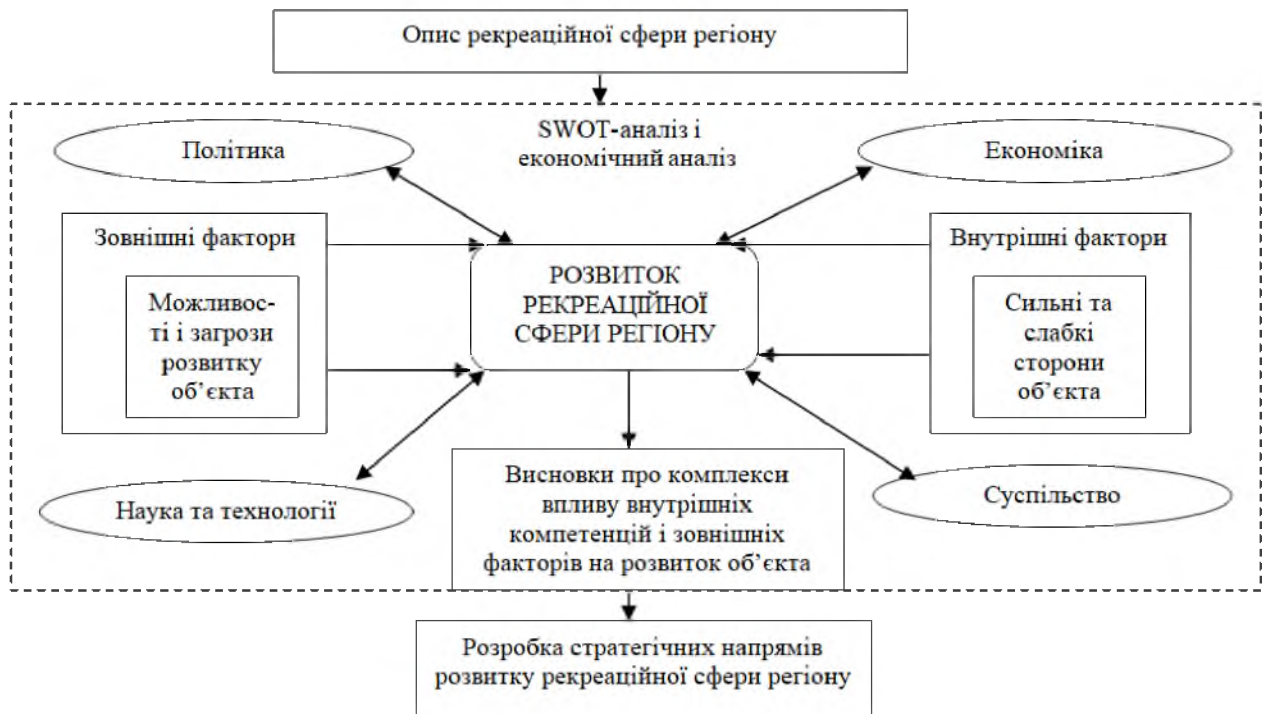 Опис рекреаційної сфери регіону
SWOT-аналіз і
економічний аналіз
Політика
Економіка
Зовнішні фактори
Можливос-
ті і загрози
розвитку
об’єкта
РОЗВИТОК
РЕКРЕАЦІЙНОЇ
СФЕРИ РЕГІОНУ
Внутрішні фактори
Сильні та
слабкі
сторони
об’єкта
Наука та технології
Висновки про комплекси
впливу внутрішніх
компетенцій і зовнішніх
факторів на розвиток об’єкта
Суспільство
Розробка стратегічних напрямів
розвитку рекреаційної сфери регіону